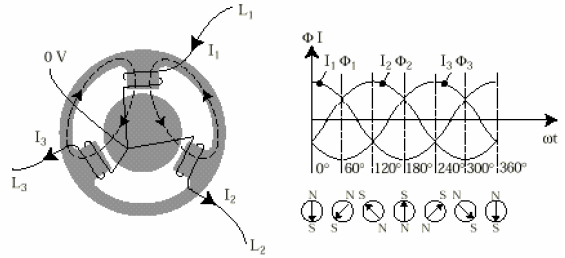 L1
I1
0 V
I3
L3
I2
L2
Φ I
I1 Φ1 I2 Φ2 I3 Φ3
ωt
0° 60° 120° 180° 240° 300° 360°
N N S S S N N
S S N N N S S